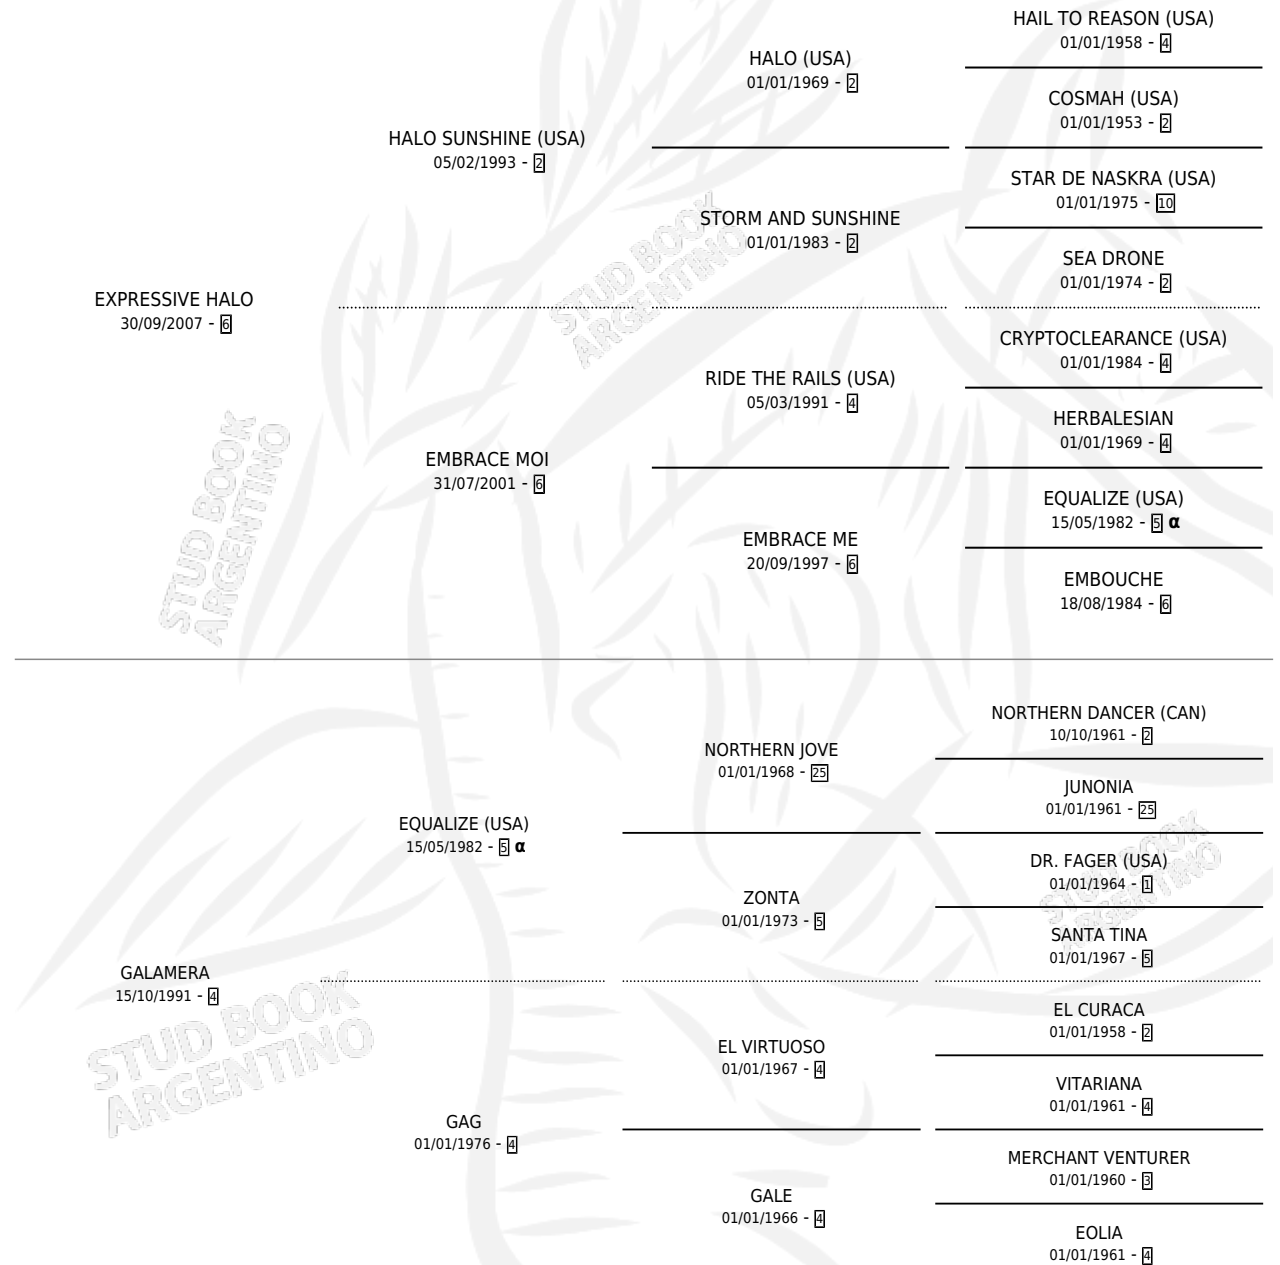 HAIL TO REASON (USA)
01/01/1958 - 4
HALO (USA)
01/01/1969 - 2
COSMAH (USA)
01/01/1953 - 2
HALO SUNSHINE (USA)
05/02/1993 - 2
STAR DE NASKRA (USA)
01/01/1975 - 10
STORM AND SUNSHINE
01/01/1983 - 2
SEA DRONE
01/01/1974 - 2
EXPRESSIVE HALO
30/09/2007 - 6
CRYPTOCLEARANCE (USA)
01/01/1984 - 4
RIDE THE RAILS (USA)
05/03/1991 - 4
HERBALESIAN
01/01/1969 - 4
EMBRACE MOI
31/07/2001 - 6
EQUALIZE (USA)
15/05/1982 - 5 α
EMBRACE ME
20/09/1997 - 6
EMBOUCHE
18/08/1984 - 6
STUD BOOK
ARGENTINO
STUD BOOK
ARGENTINO
NORTHERN DANCER (CAN)
10/10/1961 - 2
NORTHERN JOVE
01/01/1968 - 25
JUNONIA
01/01/1961 - 25
EQUALIZE (USA)
15/05/1982 - 5 α
DR. FAGER (USA)
01/01/1964 - 1
ZONTA
01/01/1973 - 5
SANTA TINA
01/01/1967 - 5
GALAMERA
15/10/1991 - 4
EL CURACA
01/01/1958 - 2
EL VIRTUOSO
01/01/1967 - 4
VITARIANA
01/01/1961 - 4
GAG
01/01/1976 - 4
MERCHANT VENTURER
01/01/1960 - 3
GALE
01/01/1966 - 4
EOLIA
01/01/1961 - 4
STUD BOOK
ARGENTINO
STUD BOOK
ARGENTINO